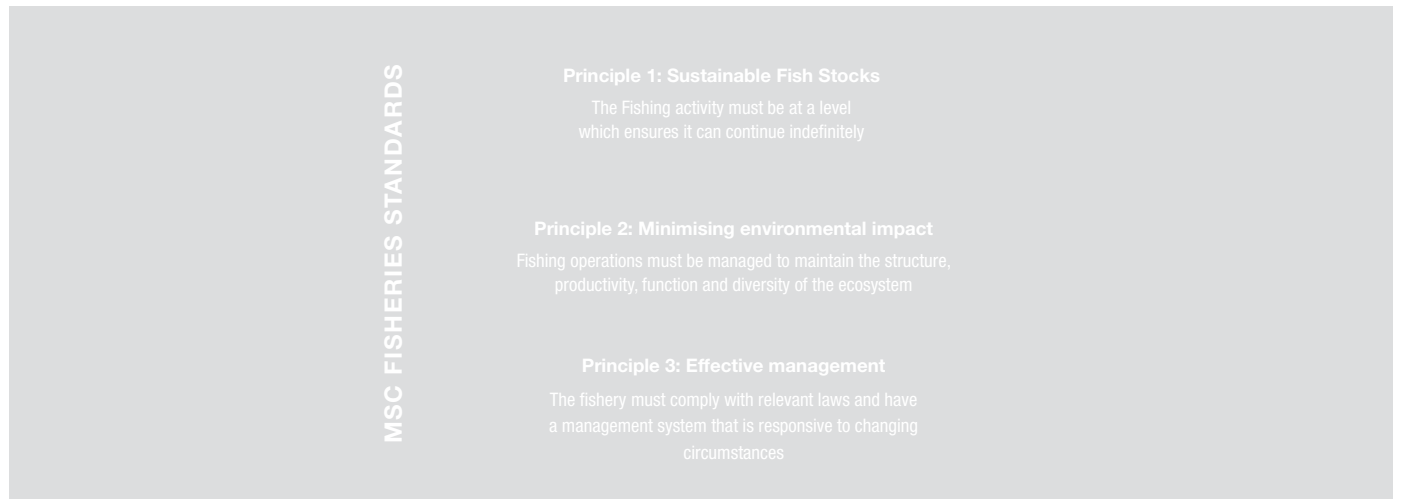 MSC FISHERIES STANDARDS
Principle 1: Sustainable Fish Stocks
The Fishing activity must be at a level
which ensures it can continue indefinitely
Principle 2: Minimising environmental impact
Fishing operations must be managed to maintain the structure,
productivity, function and diversity of the ecosystem
Principle 3: Effective management
The fishery must comply with relevant laws and have
a management system that is responsive to changing
circumstances